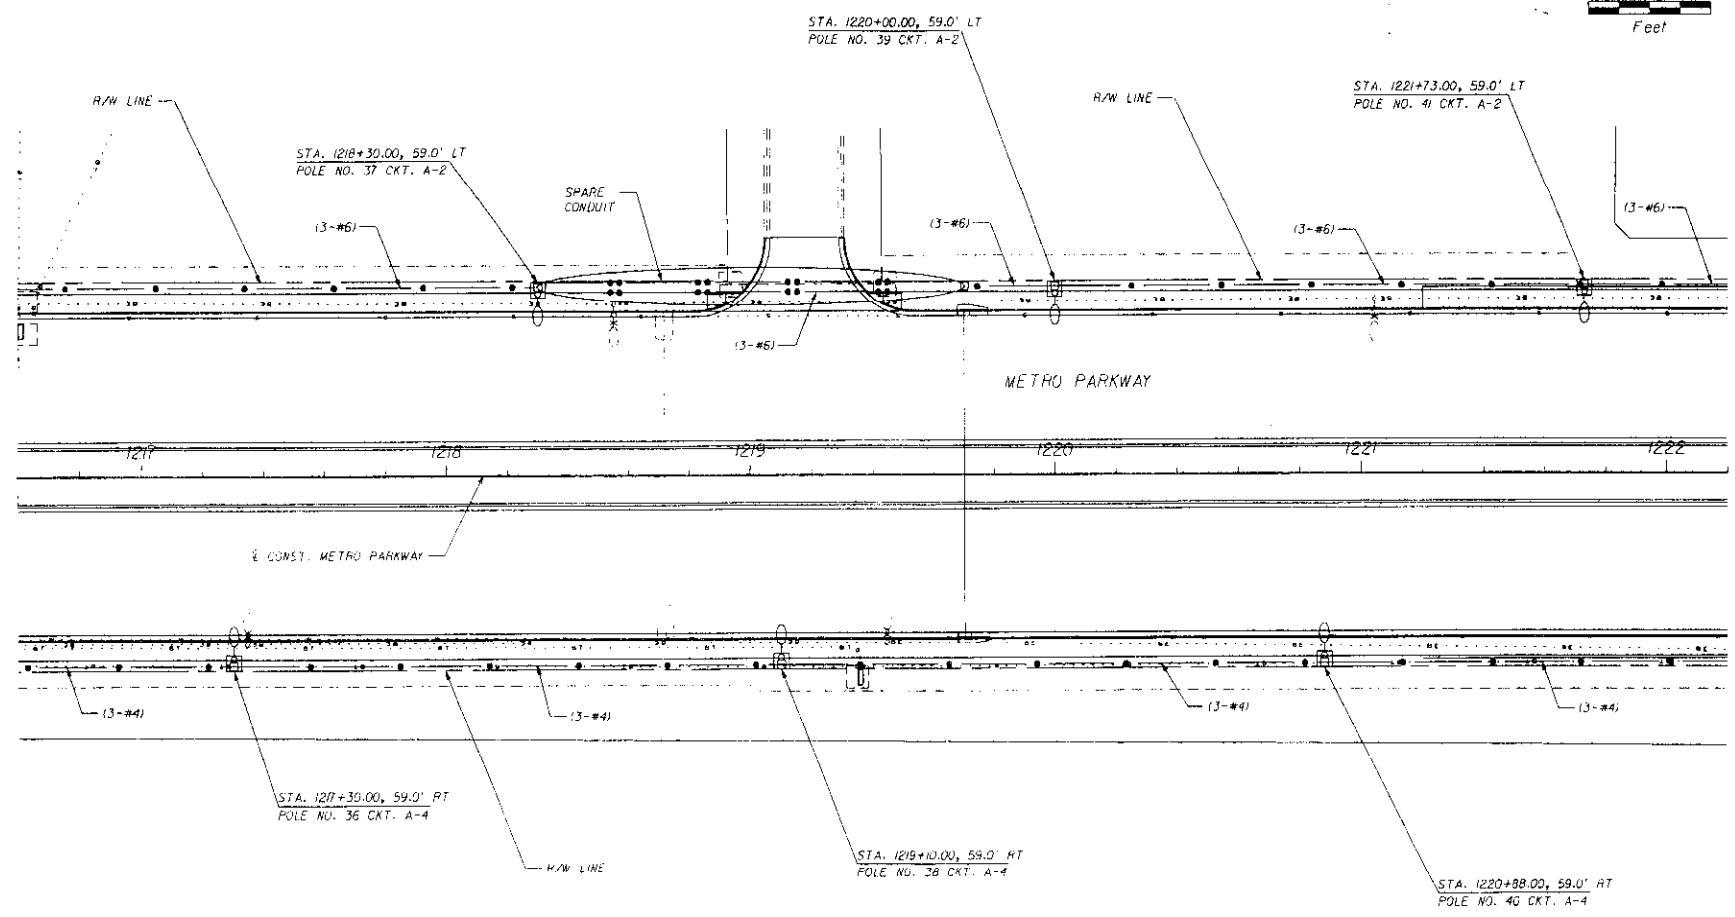 Feet
STA. 1220+00.00, 59.0' LT
POLE NO. 39 CKT. A-2
STA. 1221+73.00, 59.0' LT
POLE NO. 41 CKT. A-2
R/W LINE
R/W LINE
STA. 1218+30.00, 59.0' LT
POLE NO. 37 CKT. A-2
SPARE
CONDUIT
(3-#6)
(3-#6)
(3-#6)
(3-#6)
(3-#6)
METRO PARKWAY
1217
1218
1219
1220
1221
1222
℄ CONST. METRO PARKWAY
(3-#4)
(3-#4)
(3-#4)
(3-#4)
STA. 1217+30.00, 59.0' RT
POLE NO. 36 CKT. A-4
R/W LINE
STA. 1219+10.00, 59.0' RT
POLE NO. 38 CKT. A-4
STA. 1220+88.00, 59.0' RT
POLE NO. 40 CKT. A-4